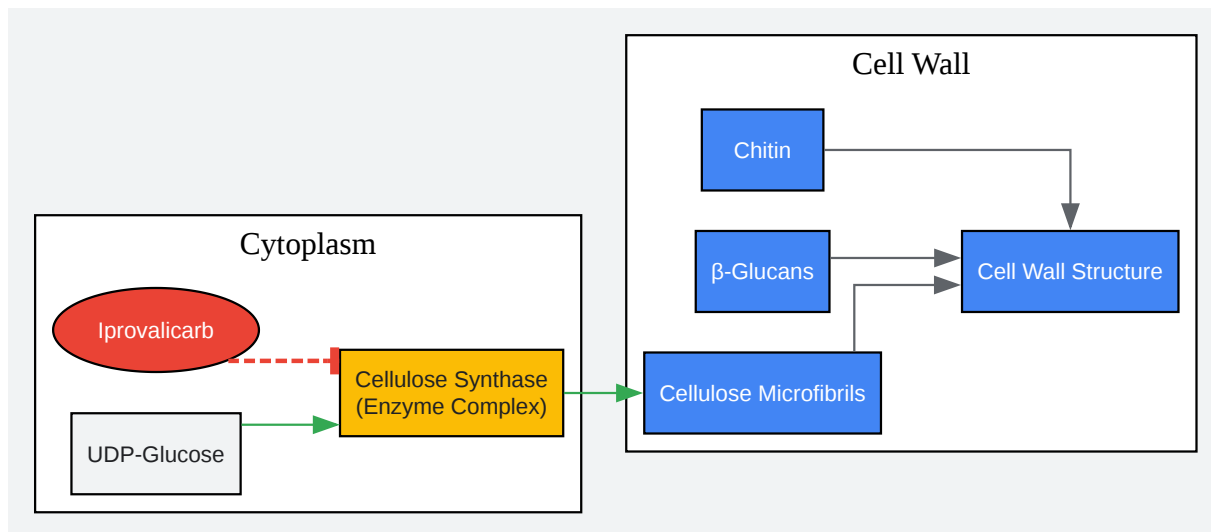 Cytoplasm
Iprovalicarb
Cellulose Synthase
(Enzyme Complex)
UDP-Glucose
Cell Wall
Chitin
β-Glucans
Cell Wall Structure
Cellulose Microfibrils